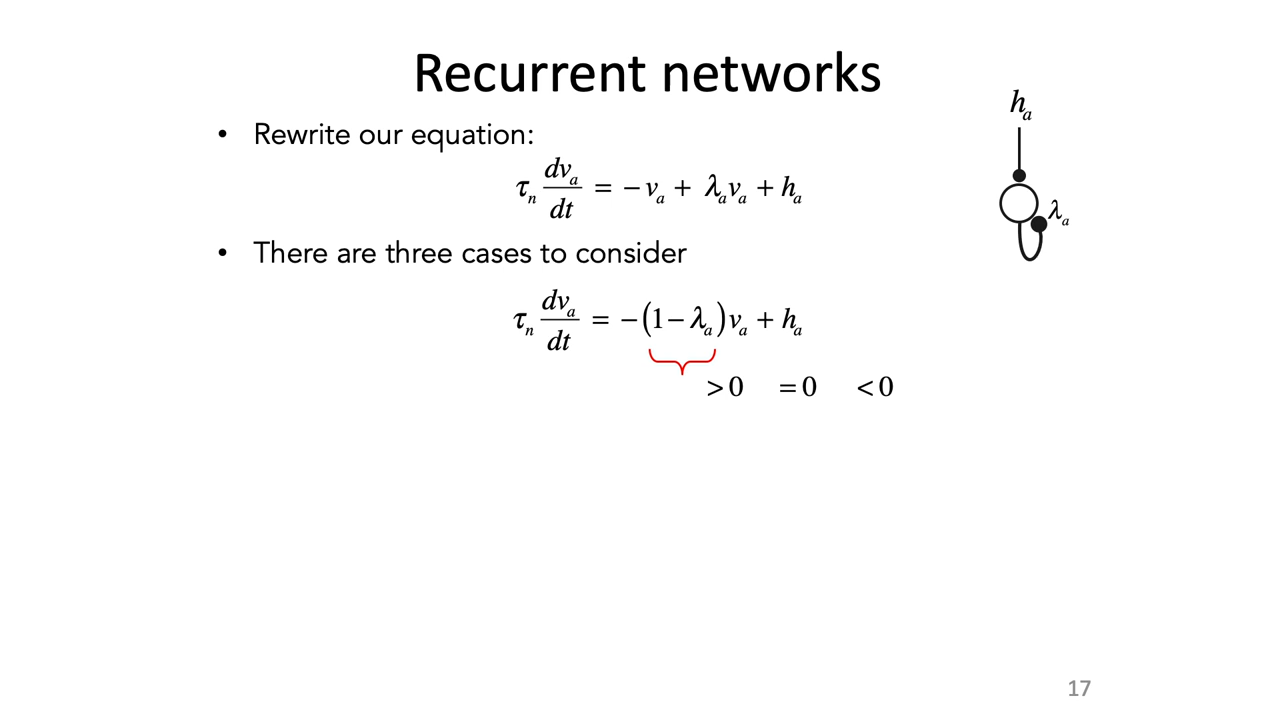 Recurrent networks
• Rewrite our equation:
τₙ dvₐ/dt = −vₐ + λₐvₐ + hₐ
• There are three cases to consider
τₙ dvₐ/dt = −(1−λₐ)vₐ + hₐ
>0 =0 <0
hₐ
λₐ
17